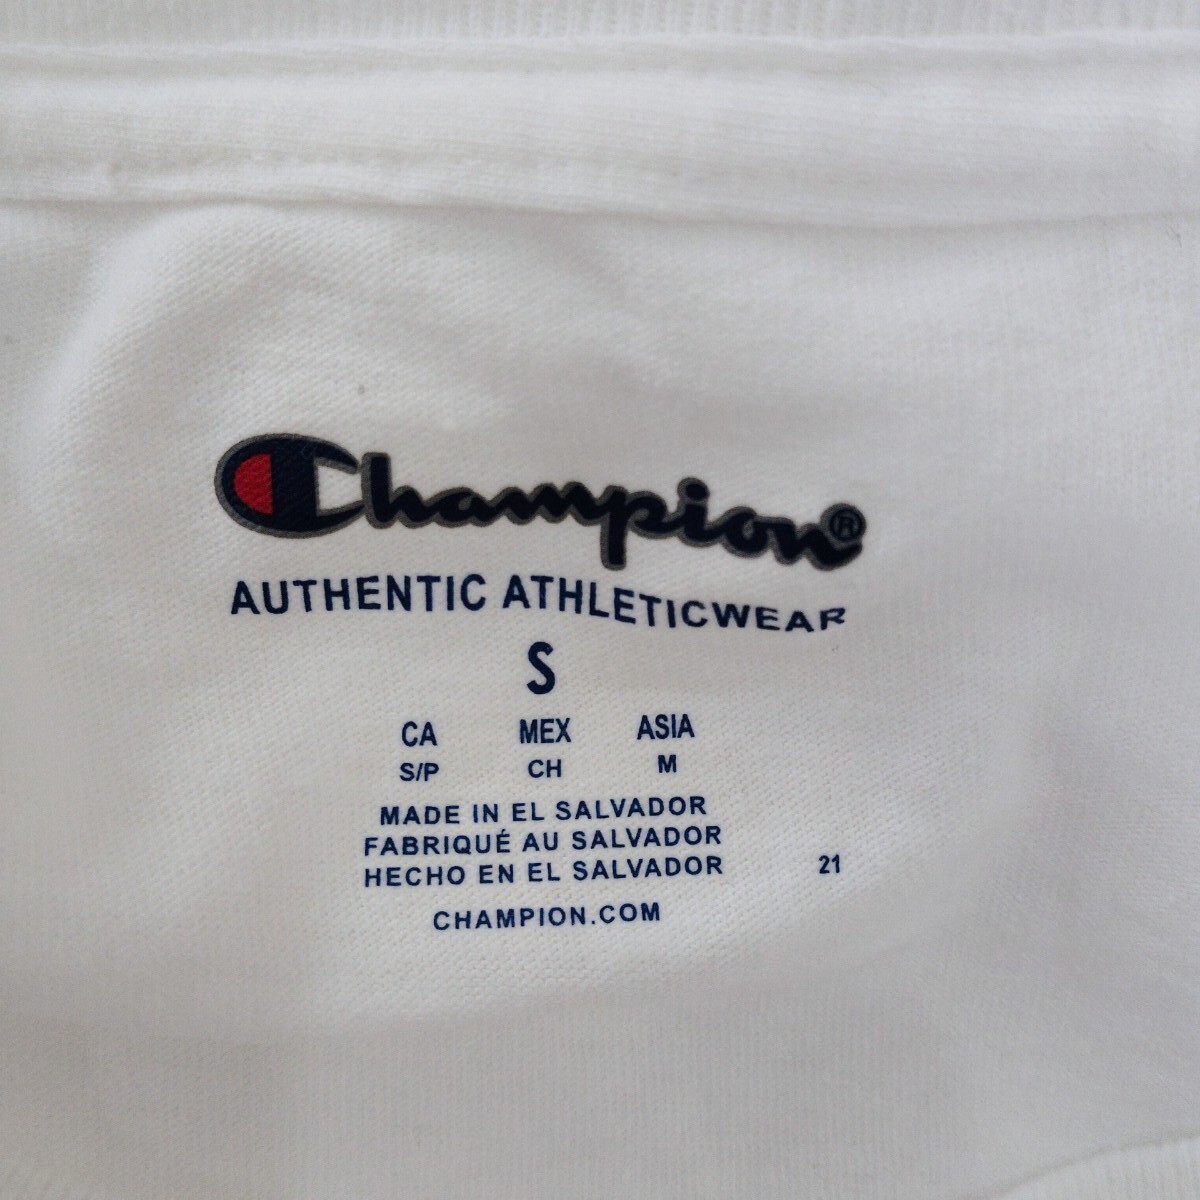 Champion®
AUTHENTIC ATHLETICWEAR
S
CA MEX ASIA
S/P CH M
MADE IN EL SALVADOR
FABRIQUÉ AU SALVADOR
HECHO EN EL SALVADOR 21
CHAMPION.COM